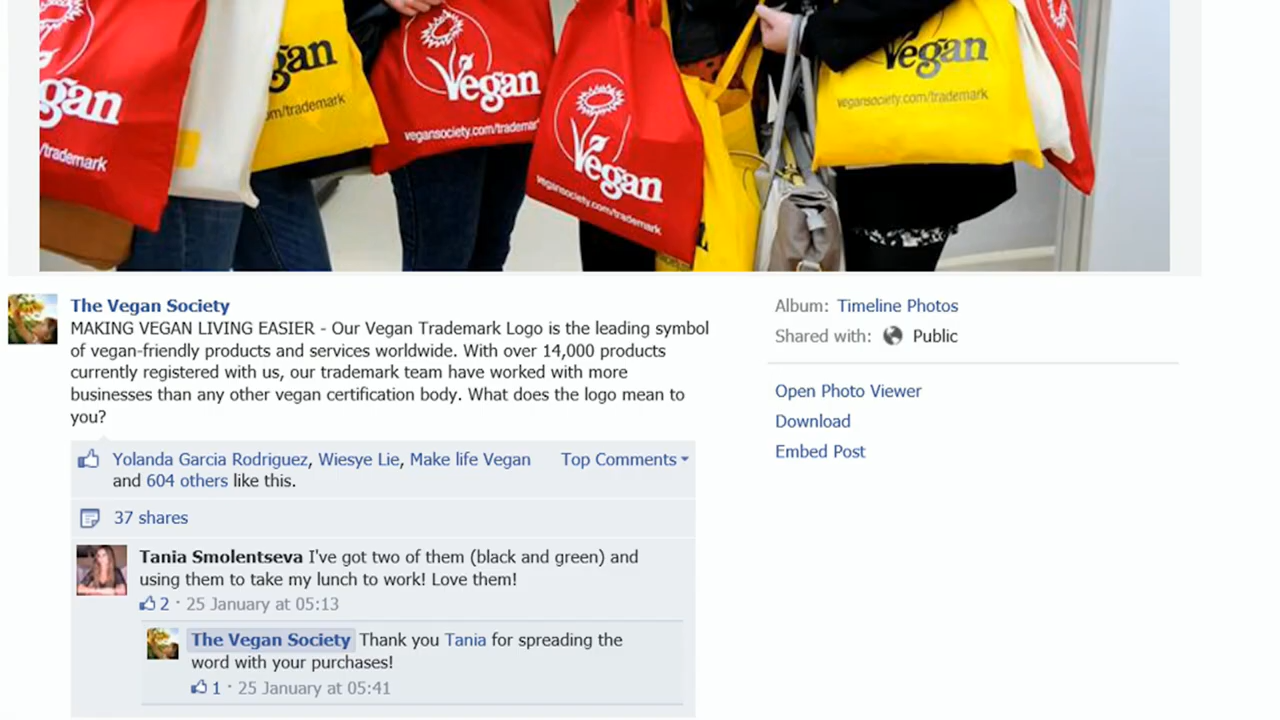 gan
/trademark
gan
m/trademark
Vegan
vegansociety.com/tradema
Vegan
vegansociety.com/trademark
Vegan
vegansociety.com/trademark
The Vegan Society
MAKING VEGAN LIVING EASIER - Our Vegan Trademark Logo is the leading symbol
of vegan-friendly products and services worldwide. With over 14,000 products
currently registered with us, our trademark team have worked with more
businesses than any other vegan certification body. What does the logo mean to
you?
Album: Timeline Photos
Shared with: Public
Open Photo Viewer
Download
Embed Post
Yolanda Garcia Rodriguez, Wiesye Lie, Make life Vegan
and 604 others like this.
Top Comments
37 shares
Tania Smolentseva I've got two of them (black and green) and
using them to take my lunch to work! Love them!
2 · 25 January at 05:13
The Vegan Society Thank you Tania for spreading the
word with your purchases!
1 · 25 January at 05:41